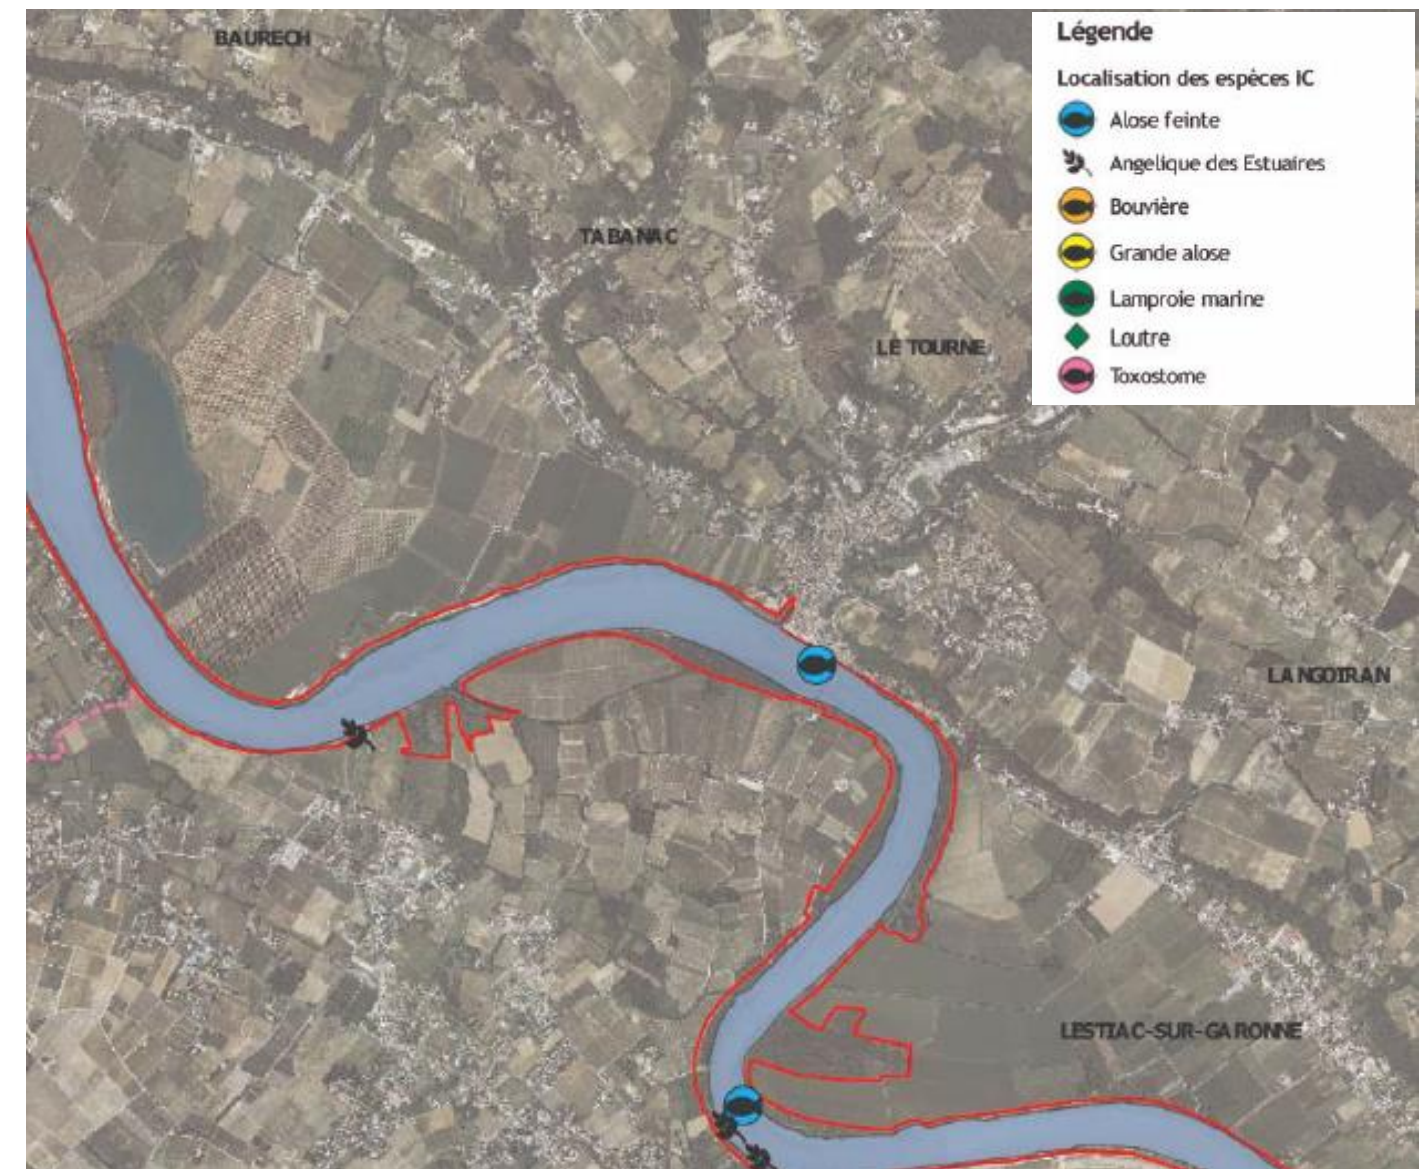 BAURECH
TABANAC
LE TOURNE
LANGOIRAN
LESTIAC-SUR-GARONNE
Légende
Localisation des espèces IC
Alose feinte
Angelique des Estuaires
Bouvière
Grande alose
Lamproie marine
Loutre
Toxostome